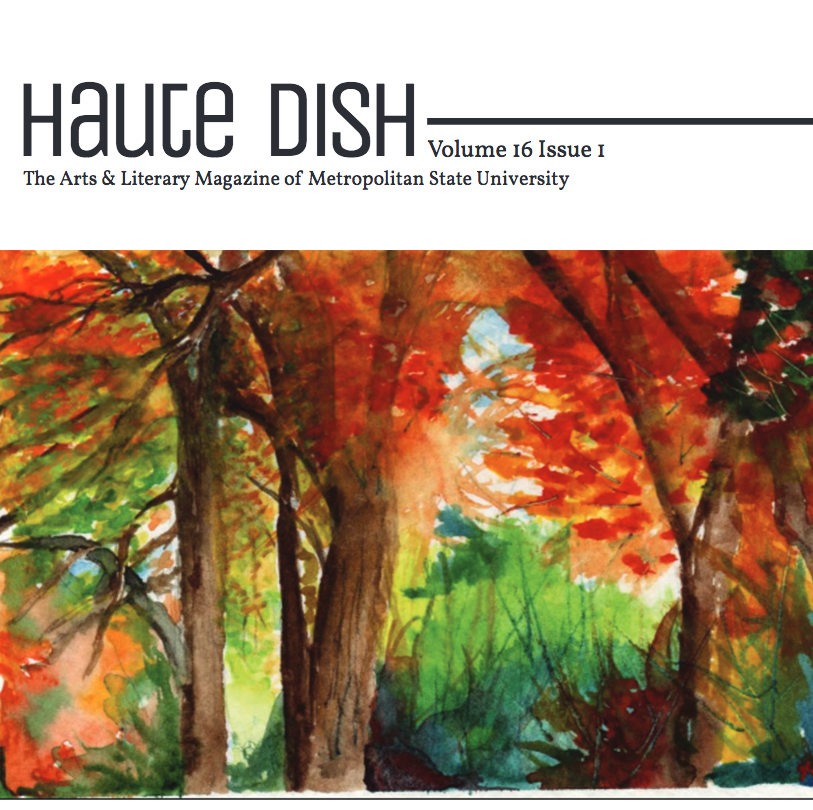 Haute DISH
Volume 16 Issue 1
The Arts & Literary Magazine of Metropolitan State University